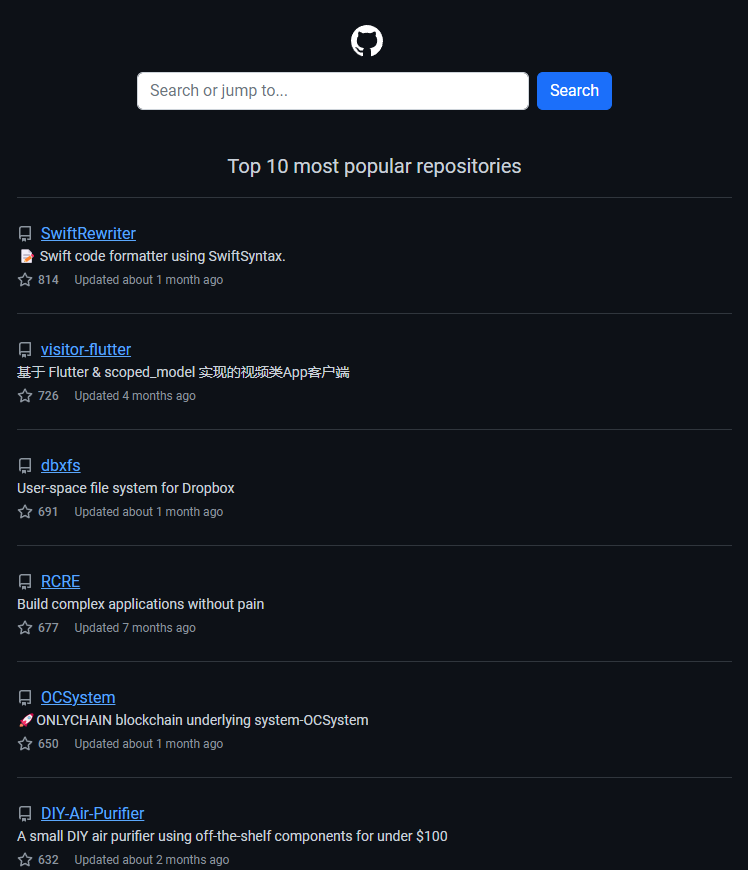 Search or jump to...
Search
Top 10 most popular repositories
SwiftRewriter
📝 Swift code formatter using SwiftSyntax.
814 Updated about 1 month ago
visitor-flutter
基于 Flutter & scoped_model 实现的视频类App客户端
726 Updated 4 months ago
dbxfs
User-space file system for Dropbox
691 Updated about 1 month ago
RCRE
Build complex applications without pain
677 Updated 7 months ago
OCSystem
🚀ONLYCHAIN blockchain underlying system-OCSystem
650 Updated about 1 month ago
DIY-Air-Purifier
A small DIY air purifier using off-the-shelf components for under $100
632 Updated about 2 months ago